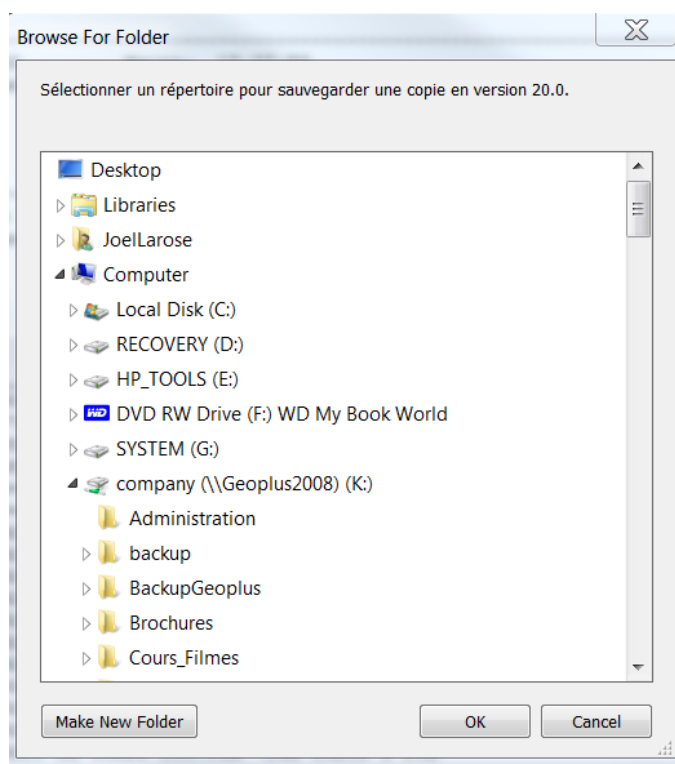 Browse For Folder
Sélectionner un répertoire pour sauvegarder une copie en version 20.0.
Desktop
Libraries
JoelLarose
Computer
Local Disk (C:)
RECOVERY (D:)
HP_TOOLS (E:)
WD DVD RW Drive (F:) WD My Book World
SYSTEM (G:)
company (\\Geoplus2008) (K:)
Administration
backup
BackupGeoplus
Brochures
Cours_Filmes
Make New Folder OK Cancel